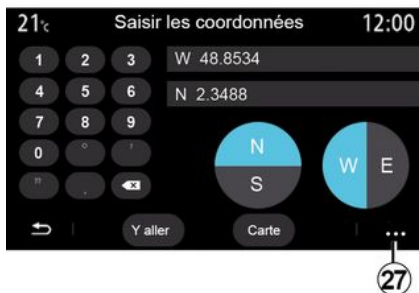 21°c Saisir les coordonnées 12:00
1 2 3 W 48.8534
4 5 6 N 2.3488
7 8 9
0 ° '
" .
N
S
W E
Y aller Carte ...
27